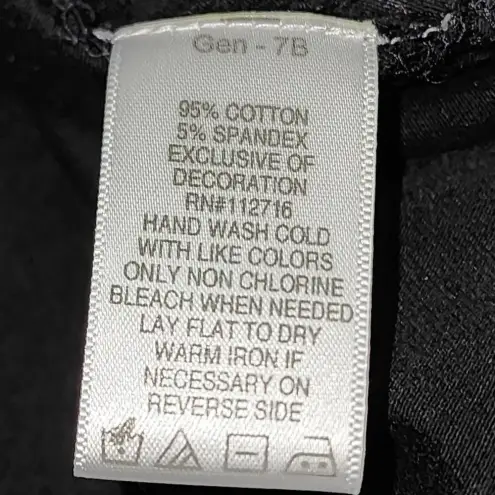 Gen - 7B
95% COTTON
5% SPANDEX
EXCLUSIVE OF
DECORATION
RN#112716
HAND WASH COLD
WITH LIKE COLORS
ONLY NON CHLORINE
BLEACH WHEN NEEDED
LAY FLAT TO DRY
WARM IRON IF
NECESSARY ON
REVERSE SIDE